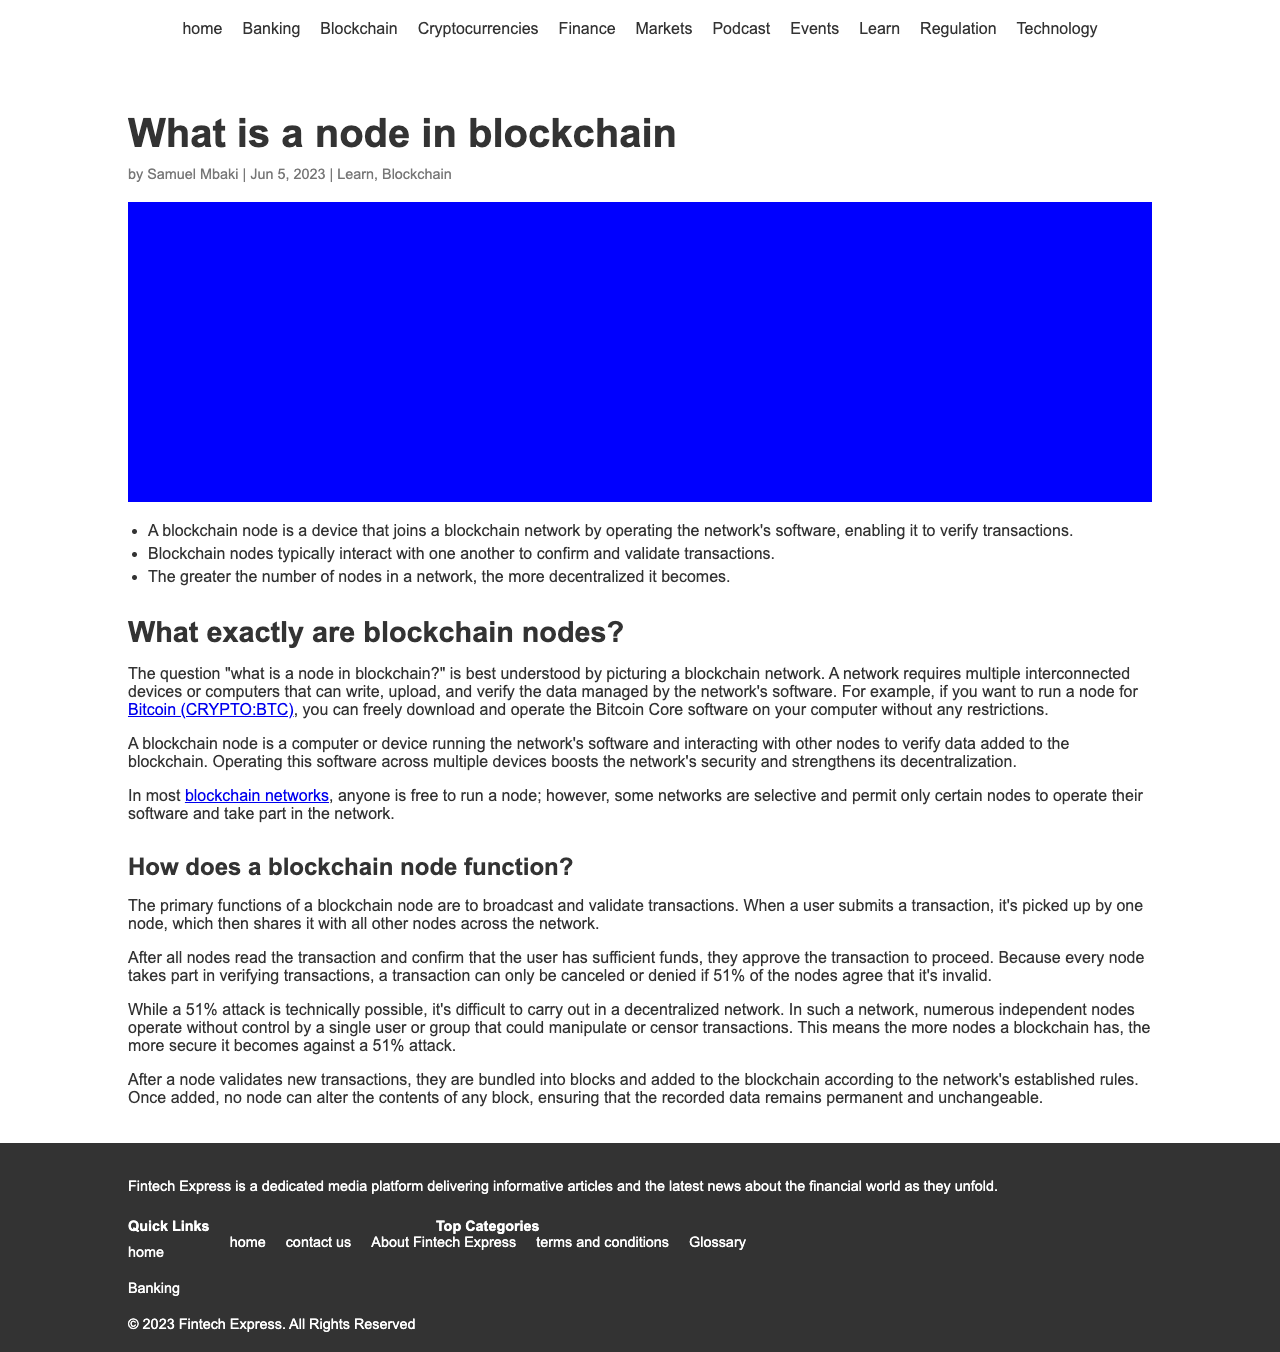 home Banking Blockchain Cryptocurrencies Finance Markets Podcast Events Learn Regulation Technology
What is a node in blockchain
by Samuel Mbaki | Jun 5, 2023 | Learn, Blockchain
• A blockchain node is a device that joins a blockchain network by operating the network's software, enabling it to verify transactions.
• Blockchain nodes typically interact with one another to confirm and validate transactions.
• The greater the number of nodes in a network, the more decentralized it becomes.
What exactly are blockchain nodes?
The question "what is a node in blockchain?" is best understood by picturing a blockchain network. A network requires multiple interconnected
devices or computers that can write, upload, and verify the data managed by the network's software. For example, if you want to run a node for
Bitcoin (CRYPTO:BTC), you can freely download and operate the Bitcoin Core software on your computer without any restrictions.
A blockchain node is a computer or device running the network's software and interacting with other nodes to verify data added to the
blockchain. Operating this software across multiple devices boosts the network's security and strengthens its decentralization.
In most blockchain networks, anyone is free to run a node; however, some networks are selective and permit only certain nodes to operate their
software and take part in the network.
How does a blockchain node function?
The primary functions of a blockchain node are to broadcast and validate transactions. When a user submits a transaction, it's picked up by one
node, which then shares it with all other nodes across the network.
After all nodes read the transaction and confirm that the user has sufficient funds, they approve the transaction to proceed. Because every node
takes part in verifying transactions, a transaction can only be canceled or denied if 51% of the nodes agree that it's invalid.
While a 51% attack is technically possible, it's difficult to carry out in a decentralized network. In such a network, numerous independent nodes
operate without control by a single user or group that could manipulate or censor transactions. This means the more nodes a blockchain has, the
more secure it becomes against a 51% attack.
After a node validates new transactions, they are bundled into blocks and added to the blockchain according to the network's established rules.
Once added, no node can alter the contents of any block, ensuring that the recorded data remains permanent and unchangeable.
Fintech Express is a dedicated media platform delivering informative articles and the latest news about the financial world as they unfold.
Quick Links Top Categories
home contact us About Fintech Express terms and conditions Glossary
home
Banking
© 2023 Fintech Express. All Rights Reserved